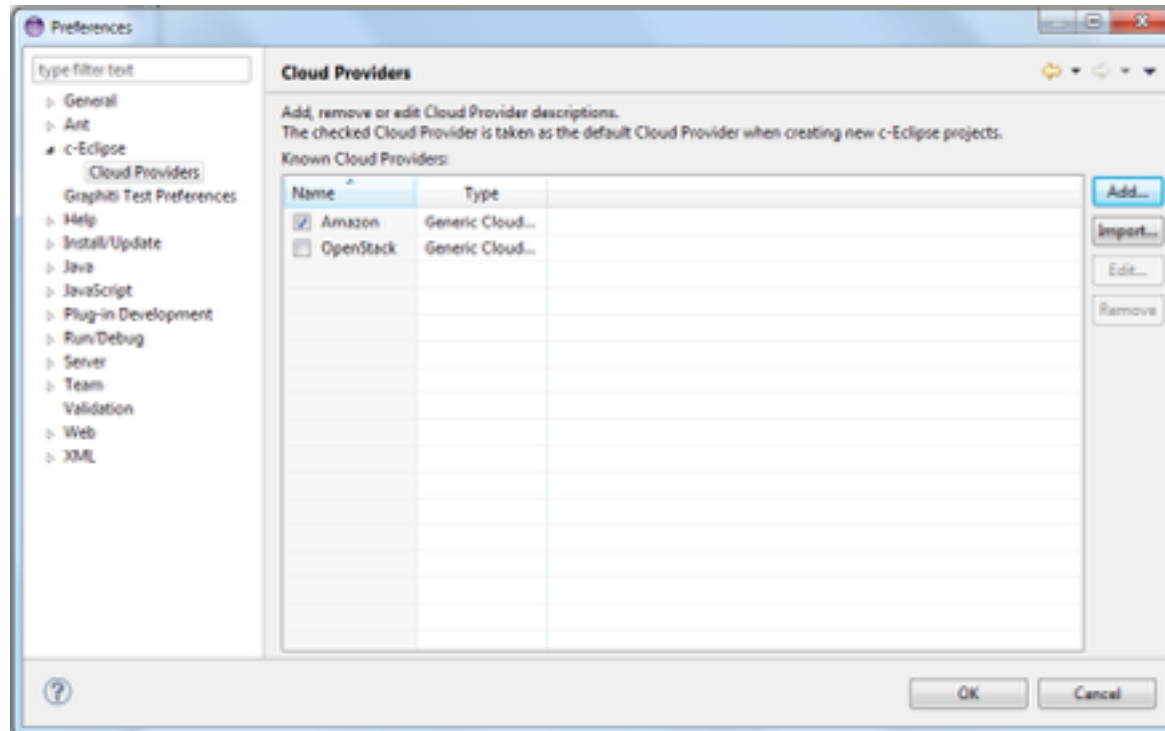 Preferences
type filter text
General
Ant
c-Eclipse
Cloud Providers
Graphiti Test Preferences
Help
Install/Update
Java
JavaScript
Plug-in Development
Run/Debug
Server
Team
Validation
Web
XML
Cloud Providers
Add, remove or edit Cloud Provider descriptions.
The checked Cloud Provider is taken as the default Cloud Provider when creating new c-Eclipse projects.
Known Cloud Providers:
Name Type
Amazon Generic Cloud...
OpenStack Generic Cloud...
Add...
Import...
Edit...
Remove
OK Cancel